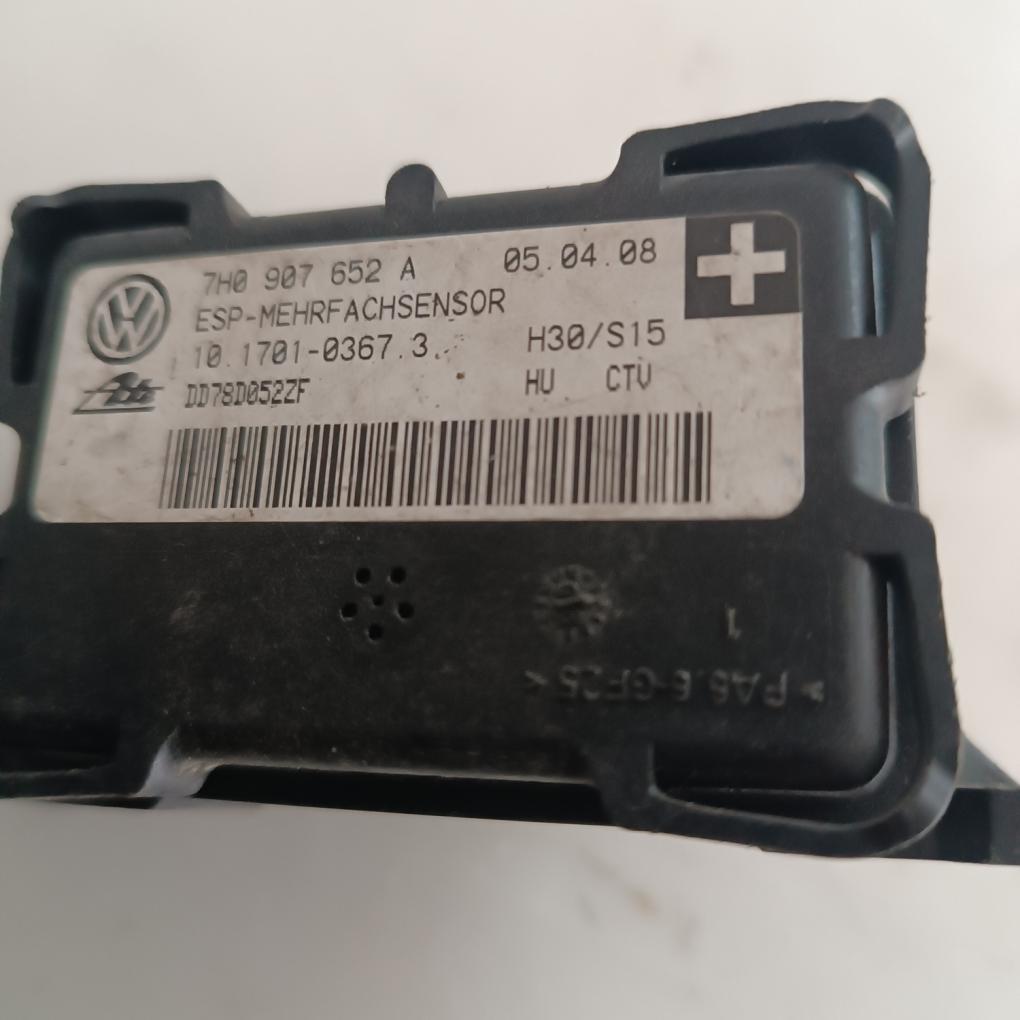 7H0 907 652 A 05.04.08
ESP-MEHRFACHSENSOR
10.1701-0367.3 H30/S15
Ate DD78D052ZF HU CTV
1
>PA6.6-GF25<